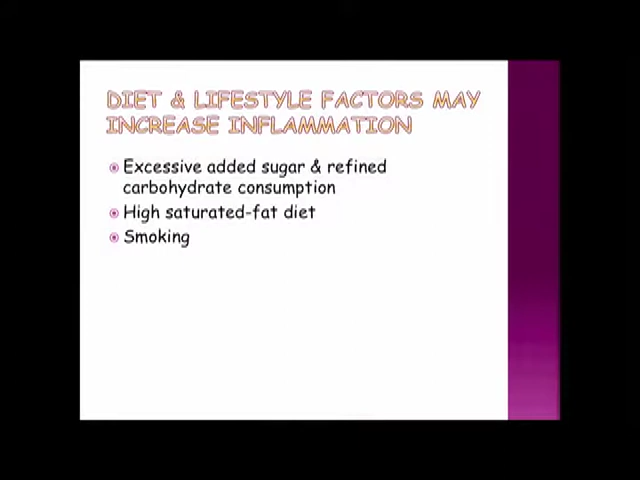 DIET & LIFESTYLE FACTORS MAY
INCREASE INFLAMMATION
Excessive added sugar & refined
carbohydrate consumption
High saturated-fat diet
Smoking